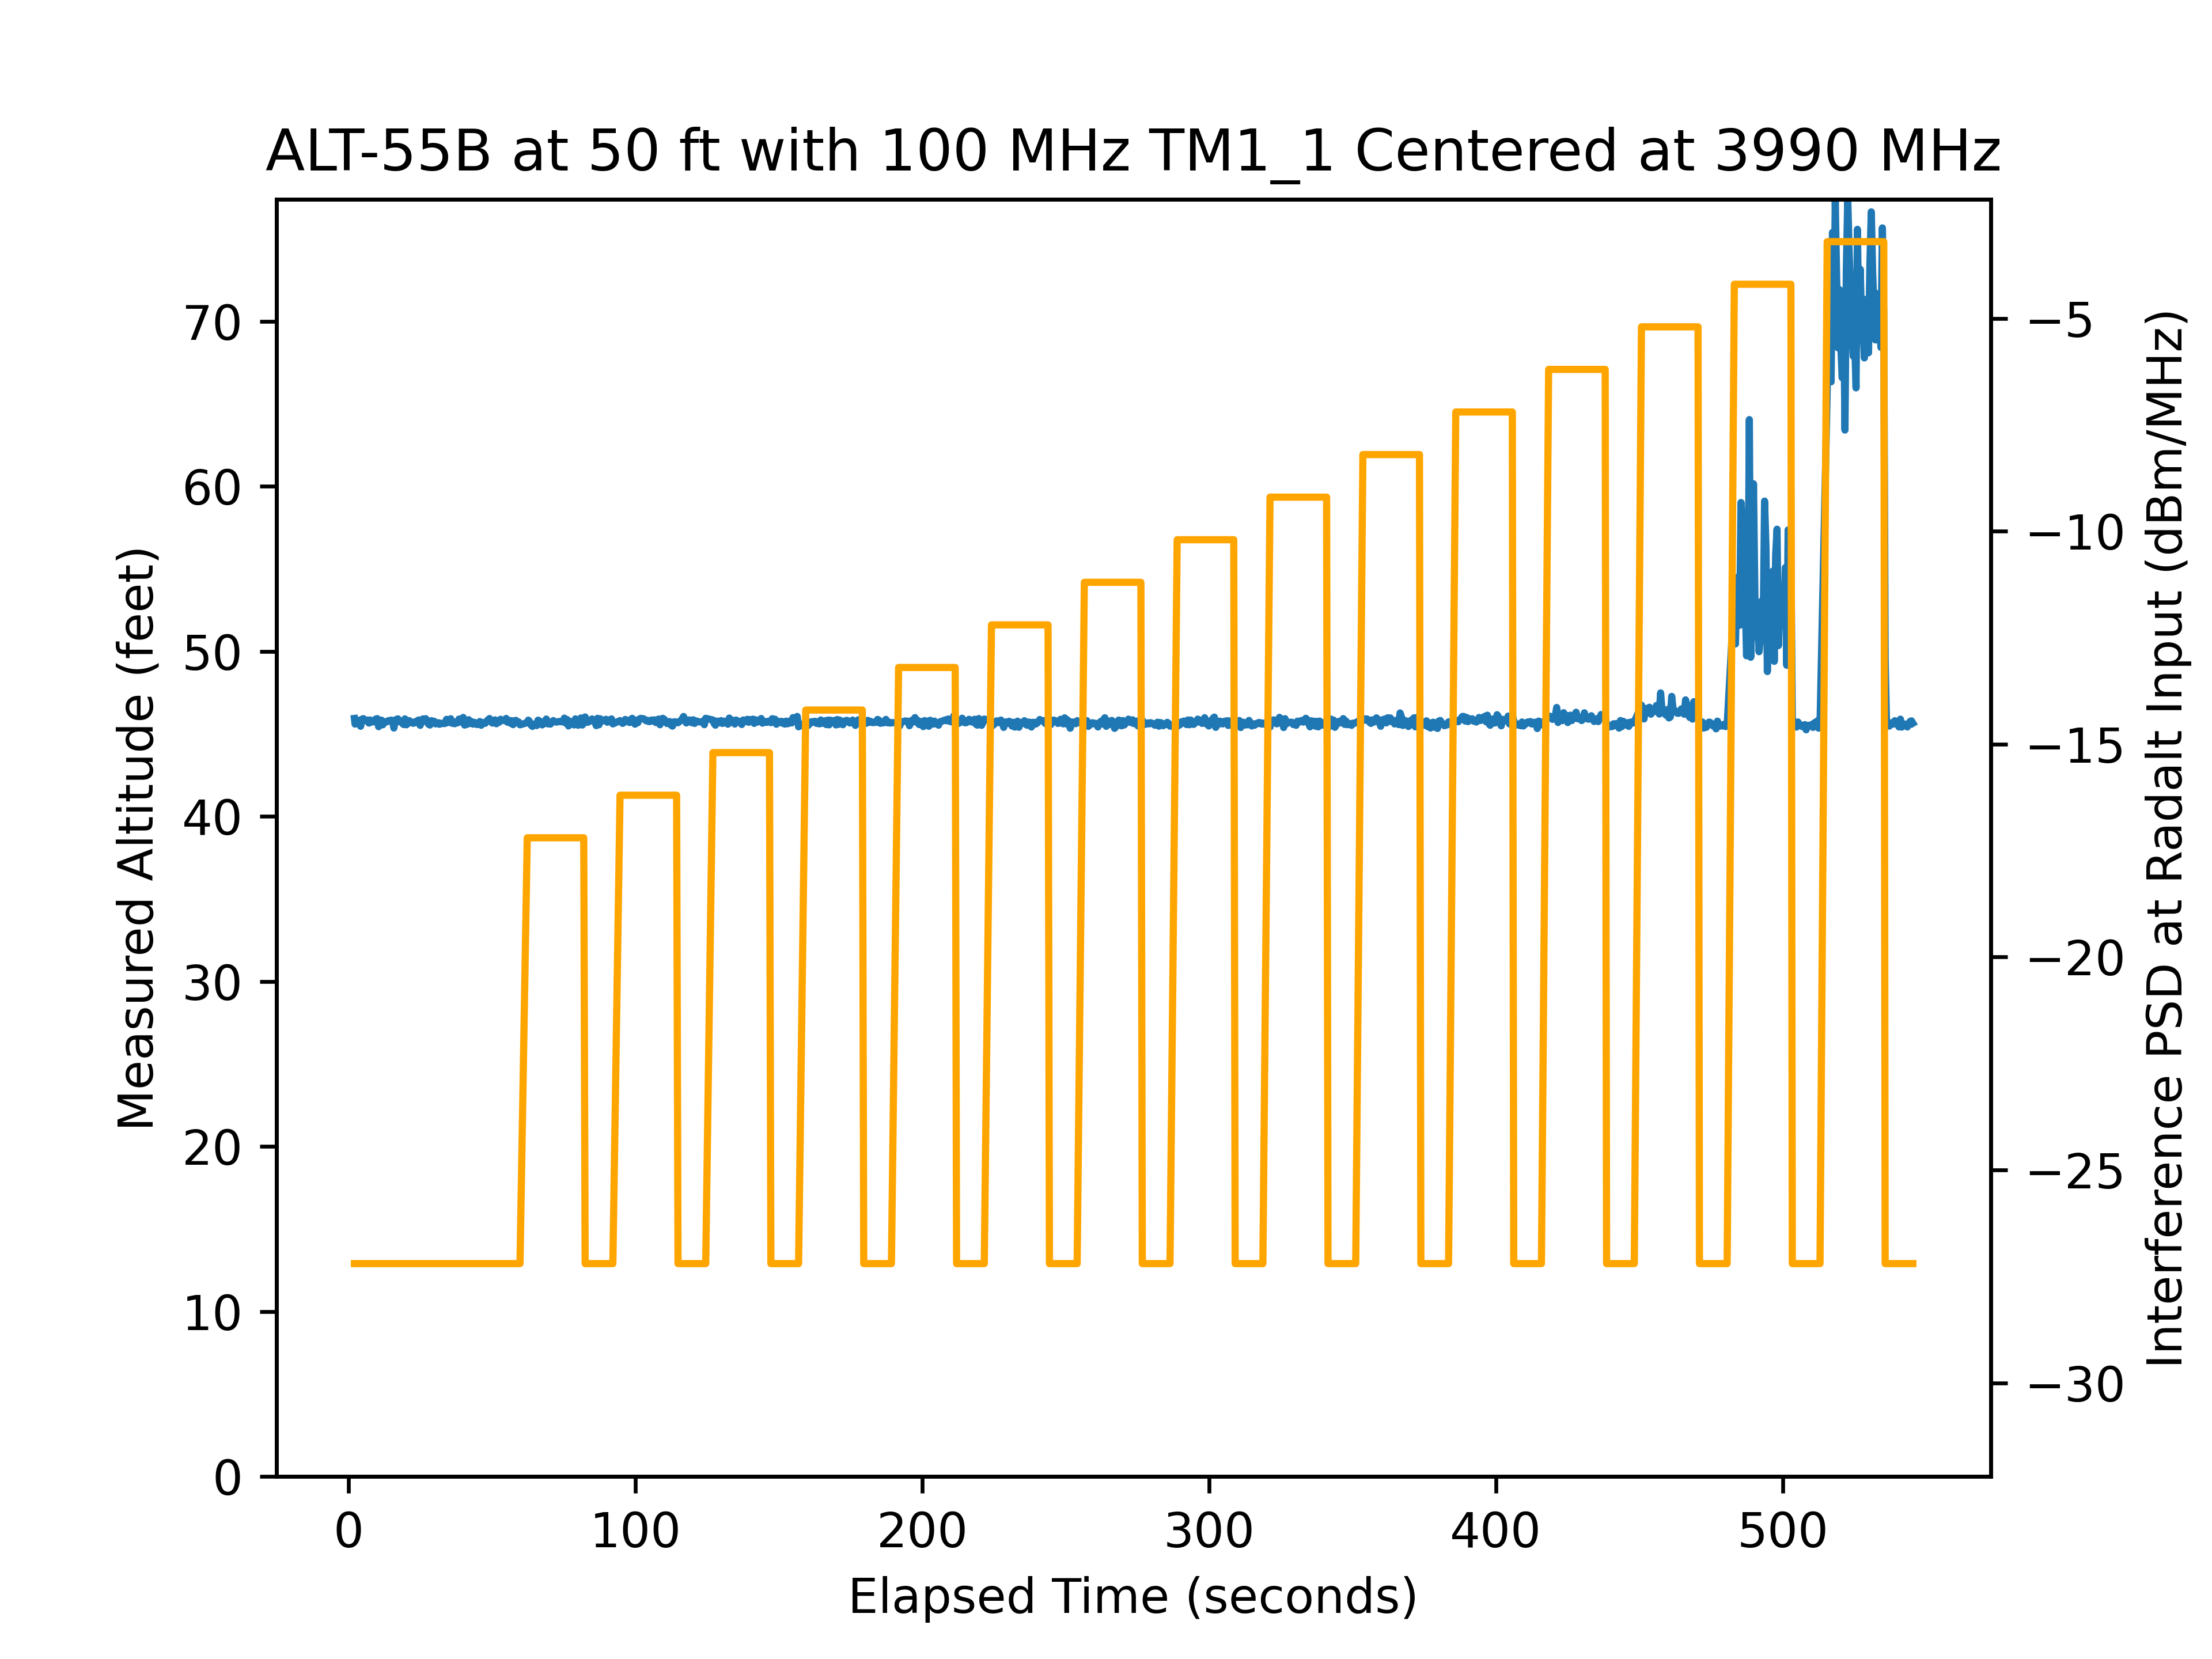 ALT-55B at 50 ft with 100 MHz TM1_1 Centered at 3990 MHz
70
60
50
40
30
20
10
0
Measured Altitude (feet)
0 100 200 300 400 500
Elapsed Time (seconds)
−5
−10
−15
−20
−25
−30
Interference PSD at Radalt Input (dBm/MHz)